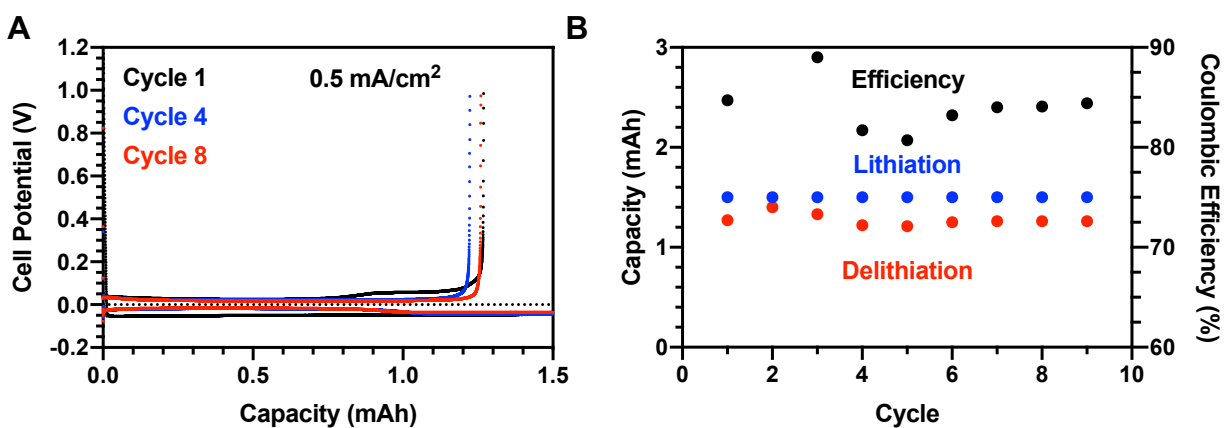 A
1.2
1.0
0.8
0.6
0.4
0.2
0.0
-0.2
Cell Potential (V)
Cycle 1
Cycle 4
Cycle 8
0.5 mA/cm²
0.0
0.5
1.0
1.5
Capacity (mAh)
B
3
2
1
0
Capacity (mAh)
Efficiency
Lithiation
Delithiation
90
80
70
60
Coulombic Efficiency (%)
0
2
4
6
8
10
Cycle